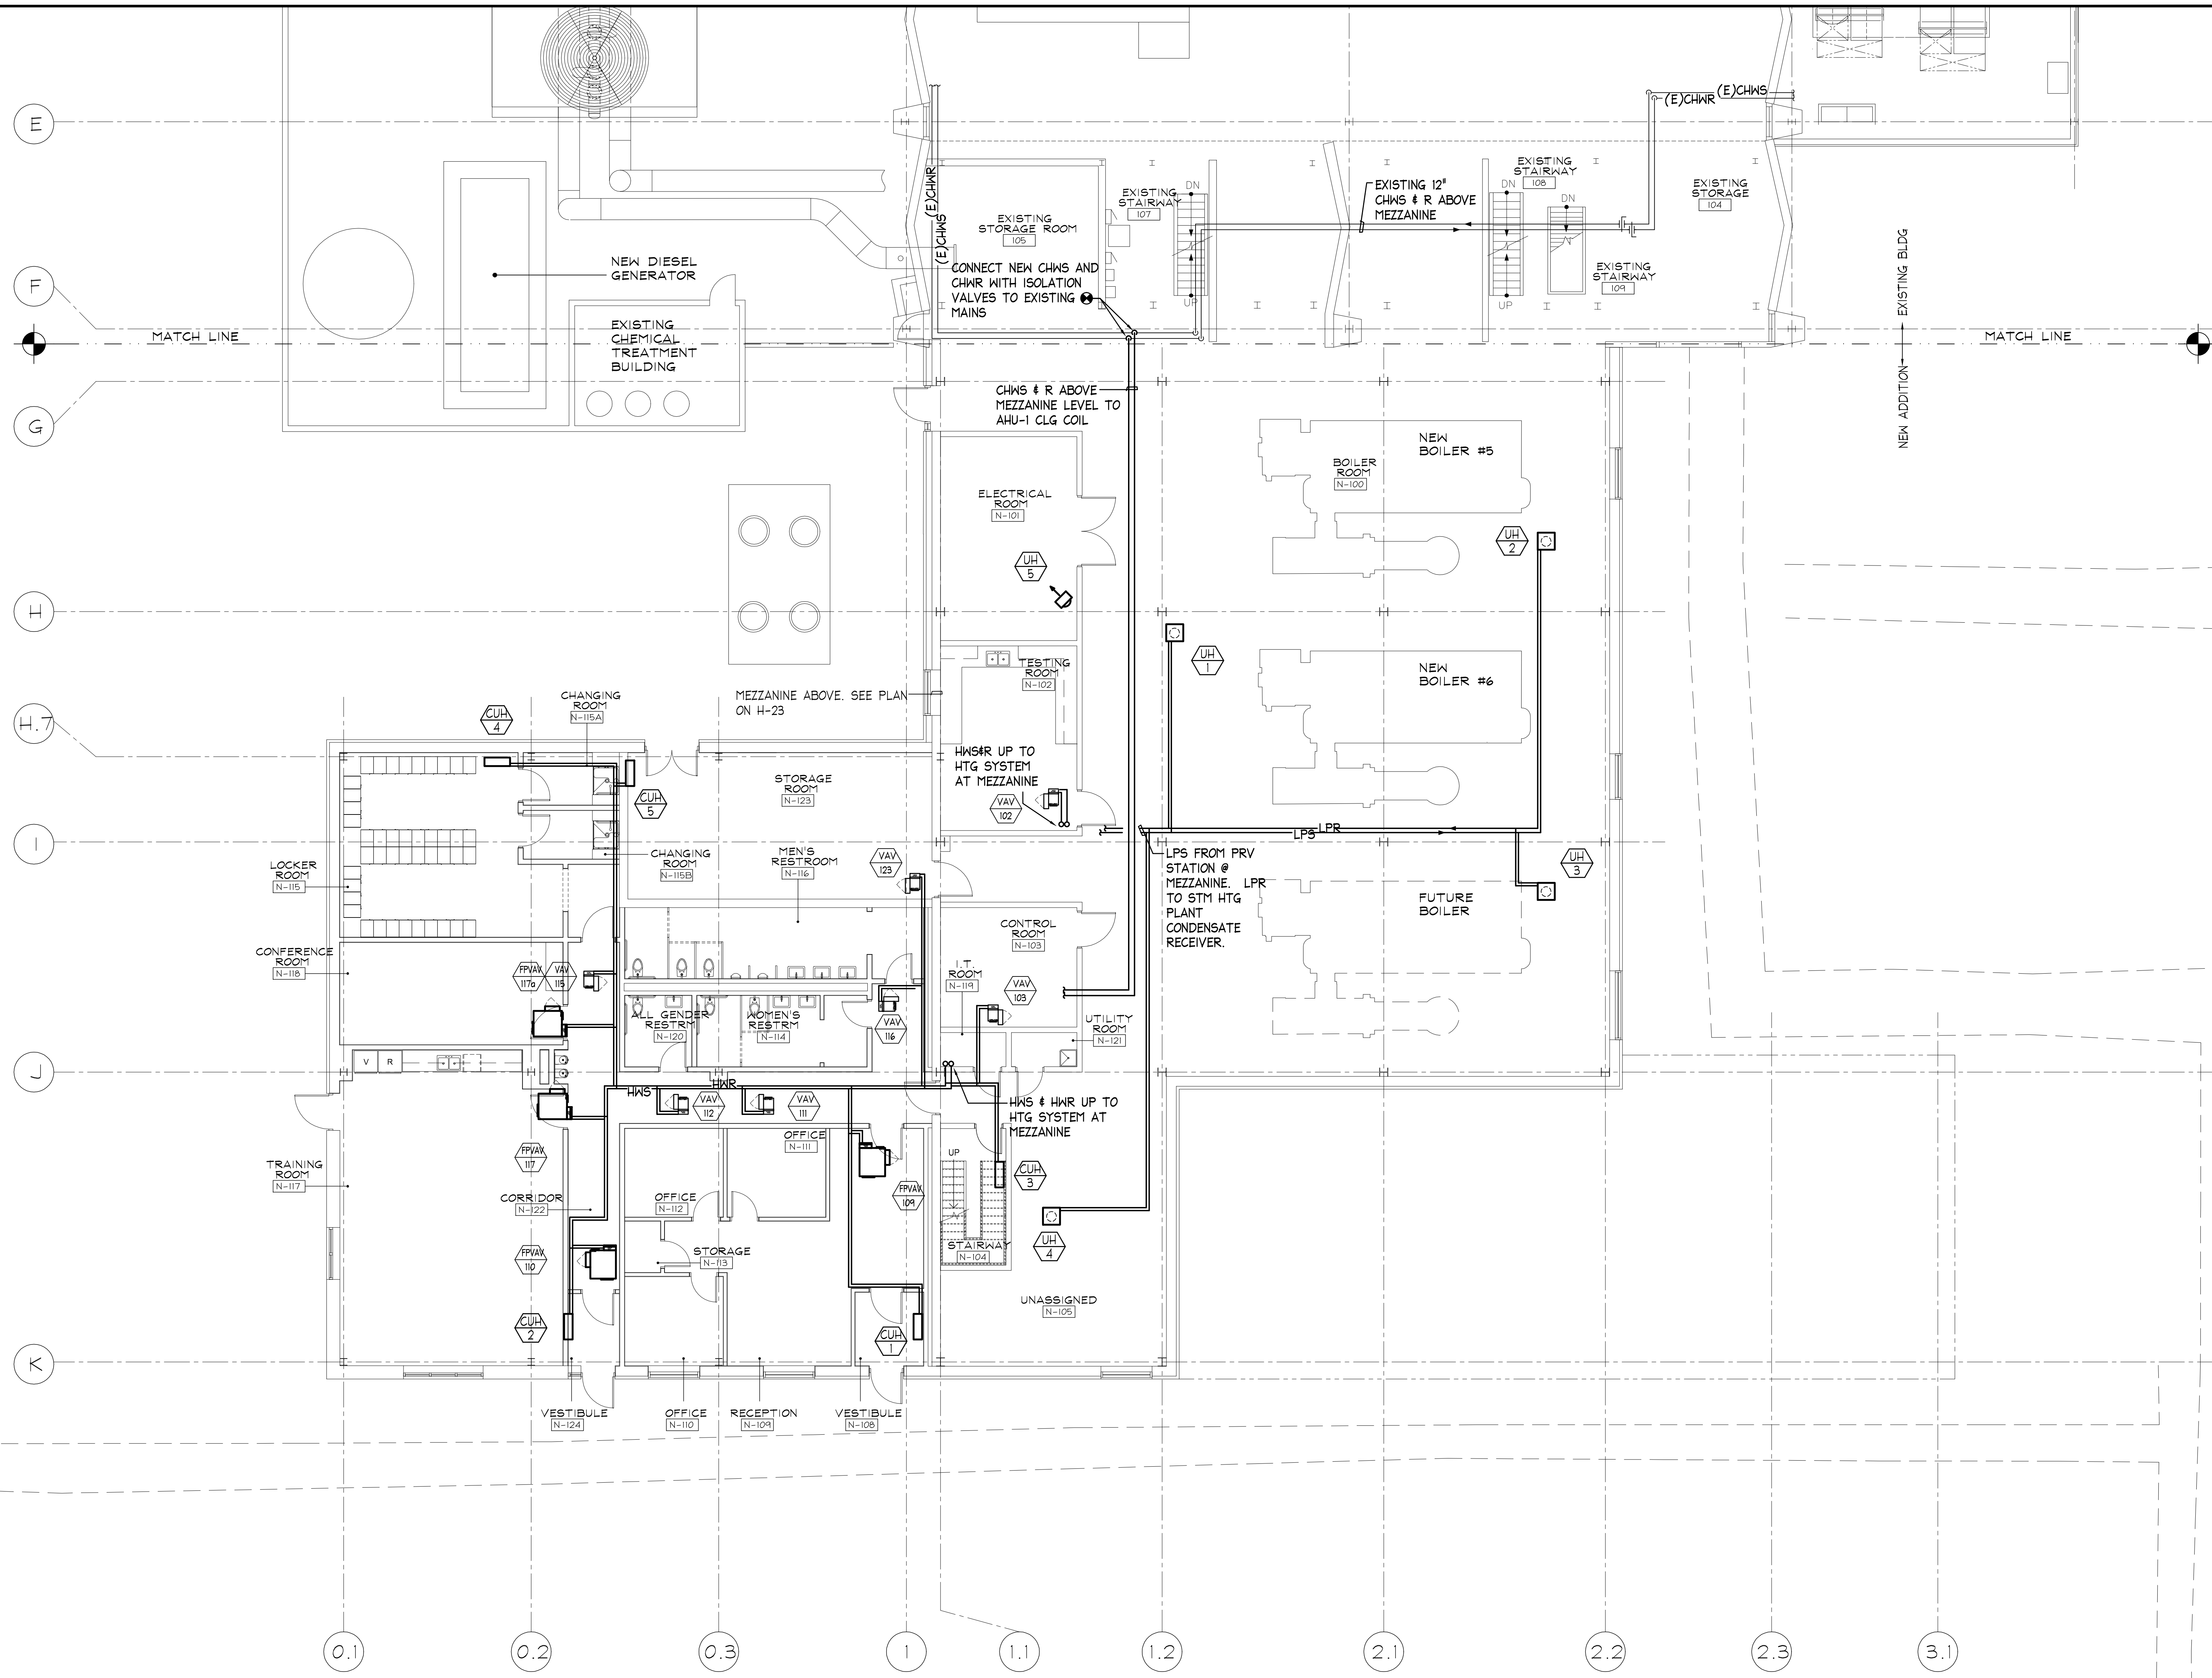 (E)CHWS
(E)CHWR
E
(E)CHWR
(E)CHWS
EXISTING
STORAGE ROOM
105
EXISTING
STAIRWAY
107
DN
UP
EXISTING 12"
CHWS & R ABOVE
MEZZANINE
EXISTING
STAIRWAY
108
DN
DN
UP
EXISTING
STORAGE
104
EXISTING
STAIRWAY
109
NEW DIESEL
GENERATOR
F
CONNECT NEW CHWS AND
CHWR WITH ISOLATION
VALVES TO EXISTING
MAINS
EXISTING
CHEMICAL
TREATMENT
BUILDING
MATCH LINE
MATCH LINE
EXISTING BLDG
NEW ADDITION
G
CHWS & R ABOVE
MEZZANINE LEVEL TO
AHU-1 CLG COIL
NEW
BOILER #5
BOILER
ROOM
N-100
ELECTRICAL
ROOM
N-101
UH
5
UH
2
H
UH
1
TESTING
ROOM
N-102
NEW
BOILER #6
MEZZANINE ABOVE. SEE PLAN
ON H-23
CHANGING
ROOM
N-115A
CUH
4
H.7
HWS&R UP TO
HTG SYSTEM
AT MEZZANINE
STORAGE
ROOM
N-123
CUH
5
VAV
102
LPR
LPS
I
CHANGING
ROOM
N-115B
MEN'S
RESTROOM
N-116
VAV
123
LOCKER
ROOM
N-115
LPS FROM PRV
STATION @
MEZZANINE. LPR
TO STM HTG
PLANT
CONDENSATE
RECEIVER.
UH
3
FUTURE
BOILER
CONTROL
ROOM
N-103
CONFERENCE
ROOM
N-118
FPVAV
117a
VAV
115
I.T.
ROOM
N-119
VAV
103
ALL GENDER
RESTRM
N-120
WOMEN'S
RESTRM
N-114
VAV
116
UTILITY
ROOM
N-121
V
R
J
HWS
HWR
VAV
112
VAV
111
HWS & HWR UP TO
HTG SYSTEM AT
MEZZANINE
OFFICE
N-111
FPVAV
117
UP
TRAINING
ROOM
N-117
CUH
3
CORRIDOR
N-122
OFFICE
N-112
FPVAV
109
FPVAV
110
STORAGE
N-113
STAIRWAY
N-104
UH
4
UNASSIGNED
N-105
CUH
2
CUH
1
K
VESTIBULE
N-124
OFFICE
N-110
RECEPTION
N-109
VESTIBULE
N-108
0.1
0.2
0.3
1
1.1
1.2
2.1
2.2
2.3
3.1